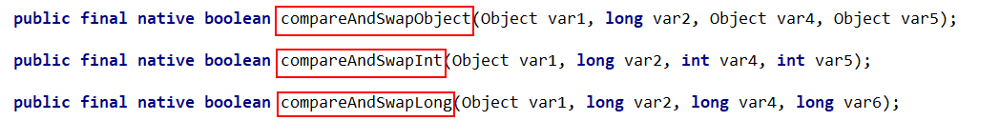 public final native boolean compareAndSwapObject(Object var1, long var2, Object var4, Object var5);
public final native boolean compareAndSwapInt(Object var1, long var2, int var4, int var5);
public final native boolean compareAndSwapLong(Object var1, long var2, long var4, long var6);